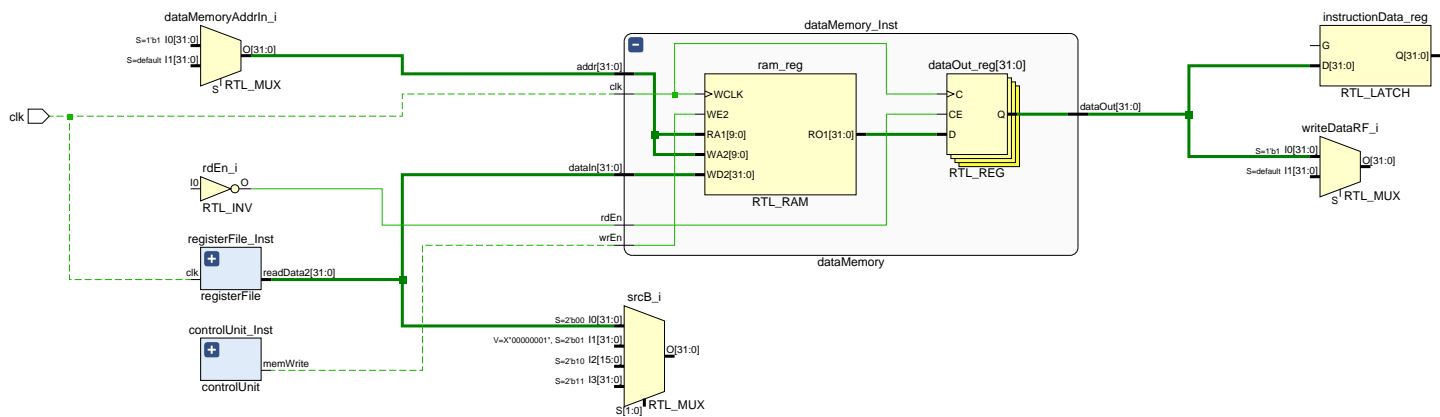 dataMemoryAddrIn_i
S=1'b1 I0[31:0]
S=default I1[31:0]
O[31:0]
S
RTL_MUX
clk
rdEn_i
I0
O
RTL_INV
registerFile_Inst
clk
readData2[31:0]
registerFile
controlUnit_Inst
memWrite
controlUnit
dataMemory_Inst
addr[31:0]
clk
dataIn[31:0]
rdEn
wrEn
ram_reg
WCLK
WE2
RA1[9:0]
WA2[9:0]
WD2[31:0]
RO1[31:0]
RTL_RAM
dataOut_reg[31:0]
C
CE
D
Q
RTL_REG
dataOut[31:0]
dataMemory
srcB_i
S=2'b00 I0[31:0]
V=X"00000001", S=2'b01 I1[31:0]
S=2'b10 I2[15:0]
S=2'b11 I3[31:0]
O[31:0]
S[1:0]
RTL_MUX
instructionData_reg
G
D[31:0]
Q[31:0]
RTL_LATCH
writeDataRF_i
S=1'b1 I0[31:0]
S=default I1[31:0]
O[31:0]
S
RTL_MUX